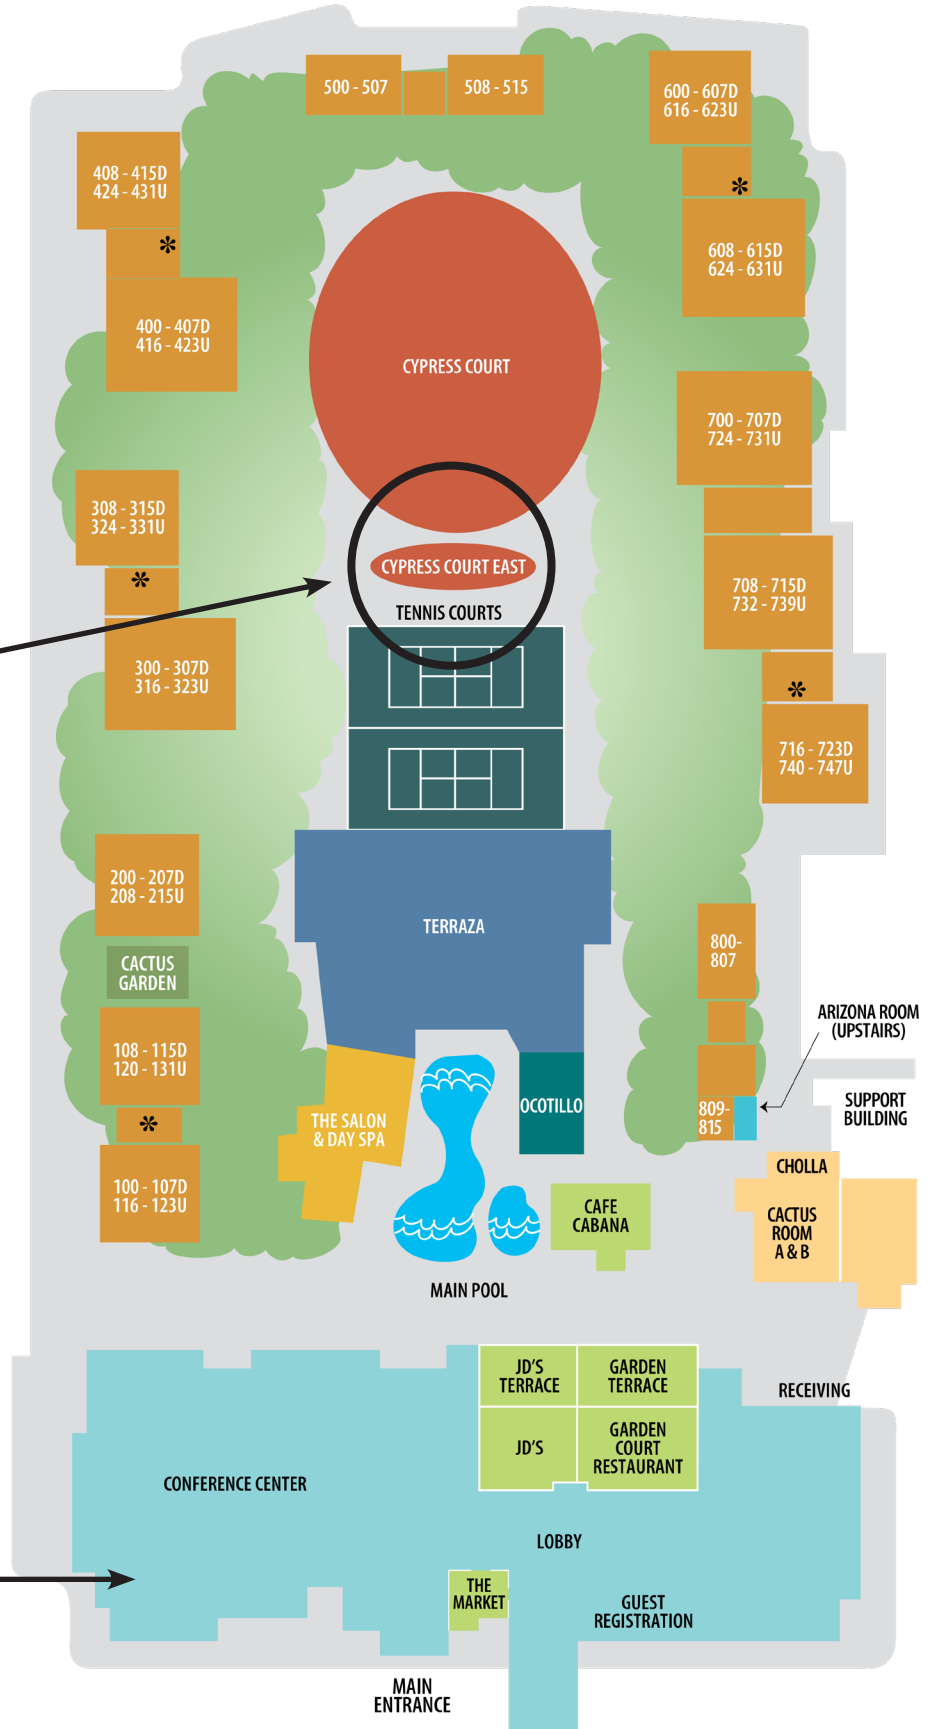 500 - 507
508 - 515
600 - 607D
616 - 623U
408 - 415D
424 - 431U
*
*
608 - 615D
624 - 631U
400 - 407D
416 - 423U
CYPRESS COURT
700 - 707D
724 - 731U
308 - 315D
324 - 331U
CYPRESS COURT EAST
*
708 - 715D
732 - 739U
TENNIS COURTS
300 - 307D
316 - 323U
*
716 - 723D
740 - 747U
200 - 207D
208 - 215U
TERRAZA
800-
807
CACTUS
GARDEN
ARIZONA ROOM
(UPSTAIRS)
108 - 115D
120 - 131U
OCOTILLO
809-
815
SUPPORT
BUILDING
THE SALON
& DAY SPA
*
CHOLLA
100 - 107D
116 - 123U
CAFE
CABANA
CACTUS
ROOM
A & B
MAIN POOL
JD'S
TERRACE
GARDEN
TERRACE
RECEIVING
JD'S
GARDEN
COURT
RESTAURANT
CONFERENCE CENTER
LOBBY
THE
MARKET
GUEST
REGISTRATION
MAIN
ENTRANCE